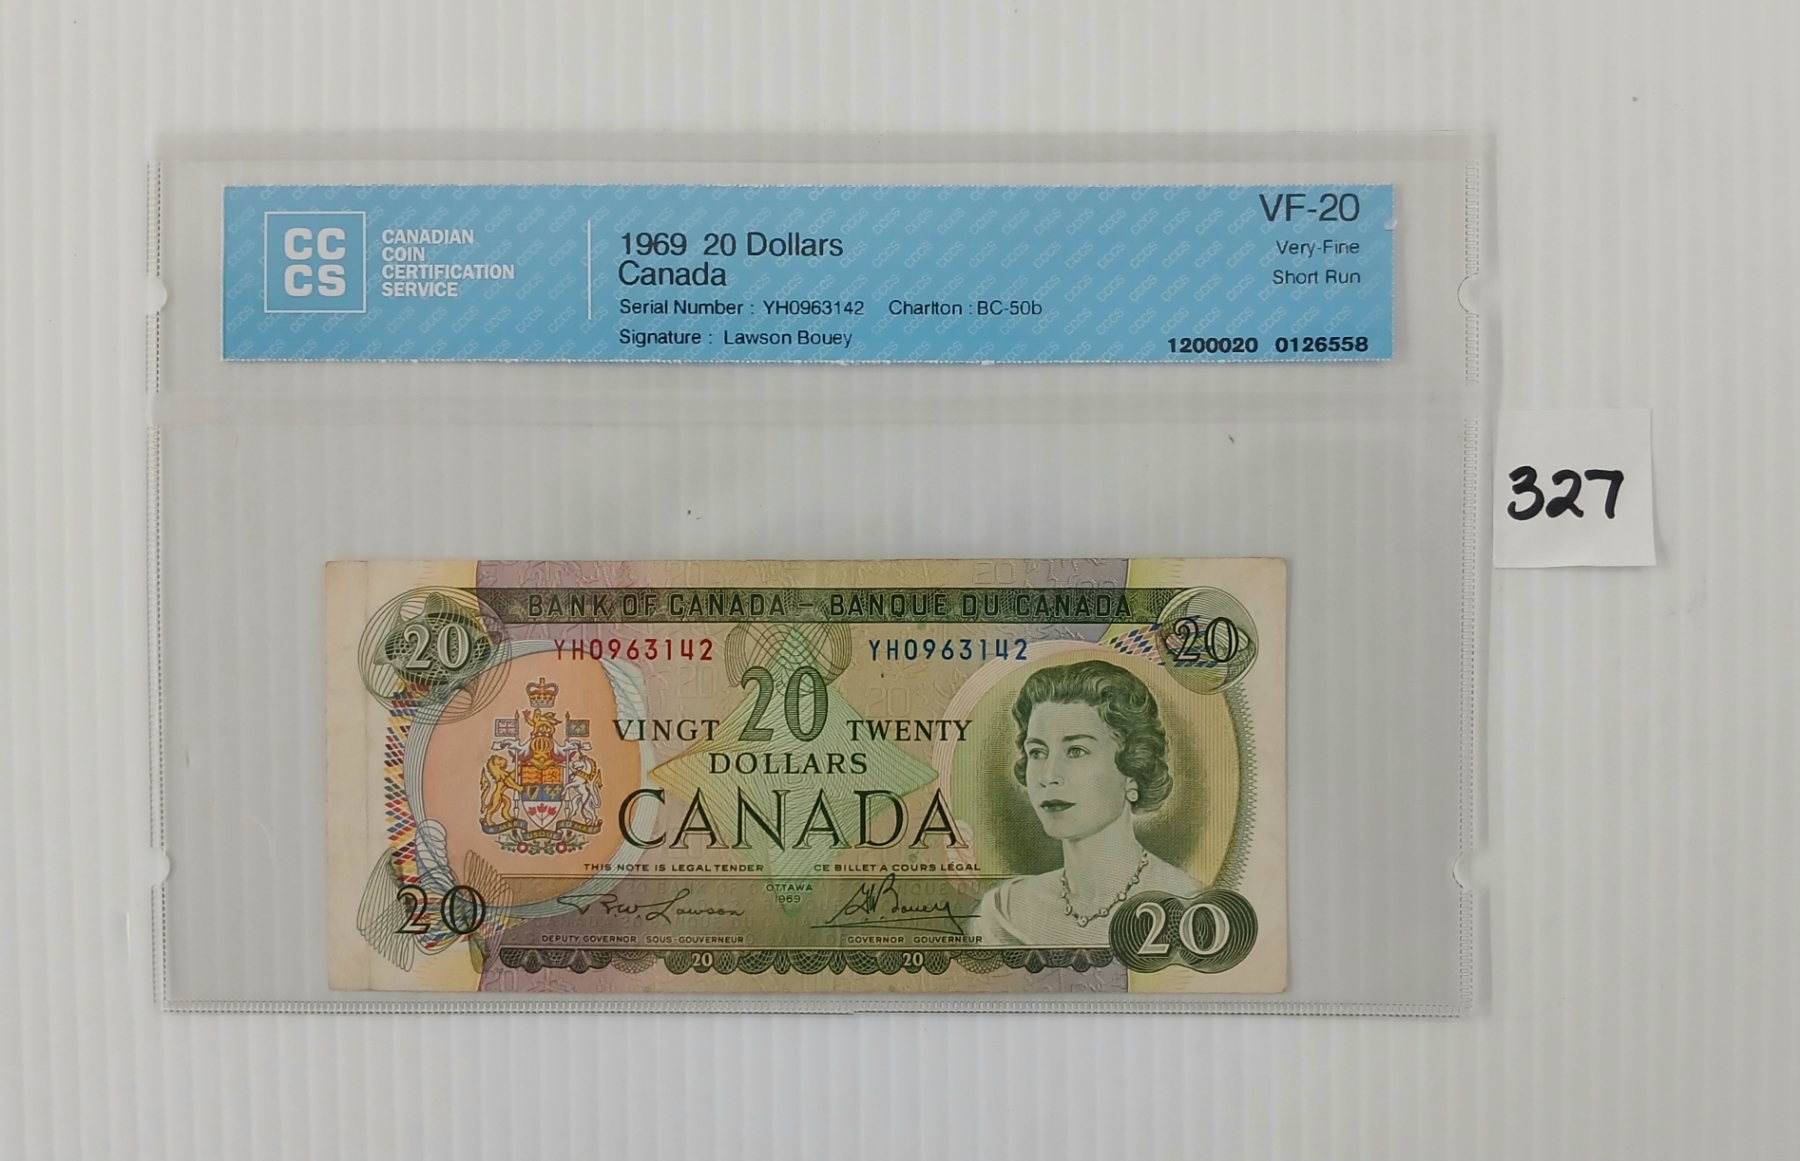 CC
CS
CANADIAN
COIN
CERTIFICATION
SERVICE
1969 20 Dollars
Canada
Serial Number : YH0963142 Charlton : BC-50b
Signature : Lawson Bouey
VF-20
Very-Fine
Short Run
1200020 0126558
327
BANK OF CANADA – BANQUE DU CANADA
20 20
YH0963142 YH0963142
VINGT 20 TWENTY
DOLLARS
CANADA
THIS NOTE IS LEGAL TENDER CE BILLET A COURS LÉGAL
OTTAWA
1969
R.W. Lawson G.K. Bouey
20 20
DEPUTY GOVERNOR SOUS-GOUVERNEUR GOVERNOR GOUVERNEUR
20 20